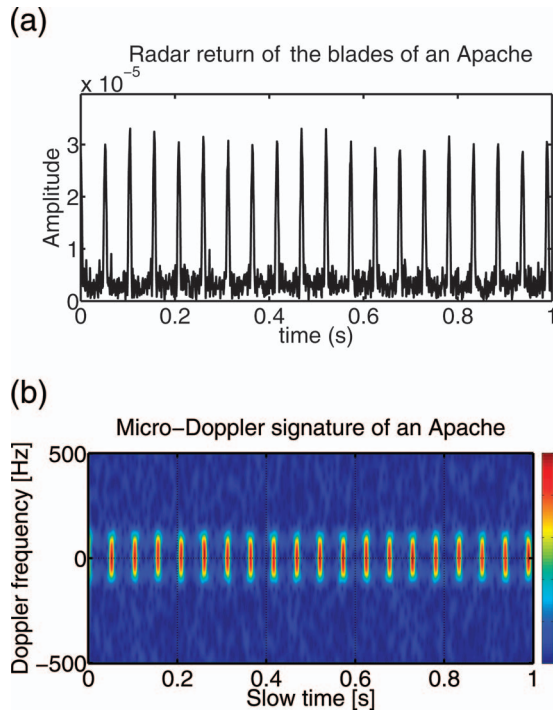 (a)
Radar return of the blades of an Apache
x 10⁻⁵
3
2
1
0
Amplitude
0 0.2 0.4 0.6 0.8 1
time (s)
(b)
Micro−Doppler signature of an Apache
500
0
−500
Doppler frequency [Hz]
0 0.2 0.4 0.6 0.8 1
Slow time [s]